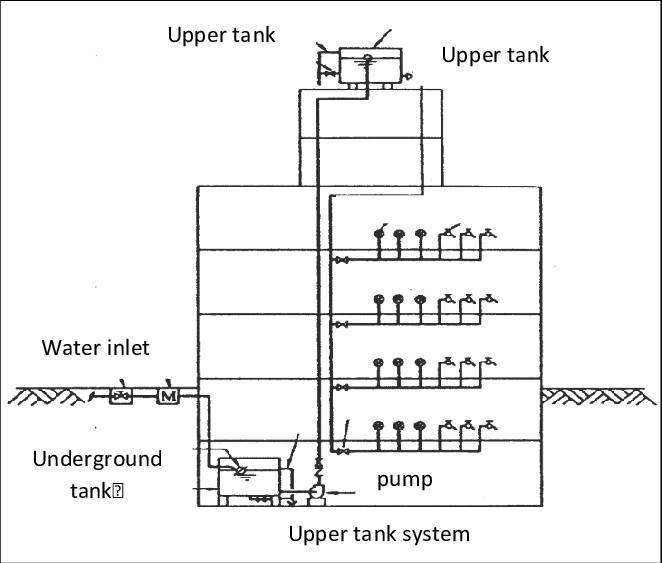 Upper tank
Upper tank
Water inlet
M
Underground
tank
pump
Upper tank system